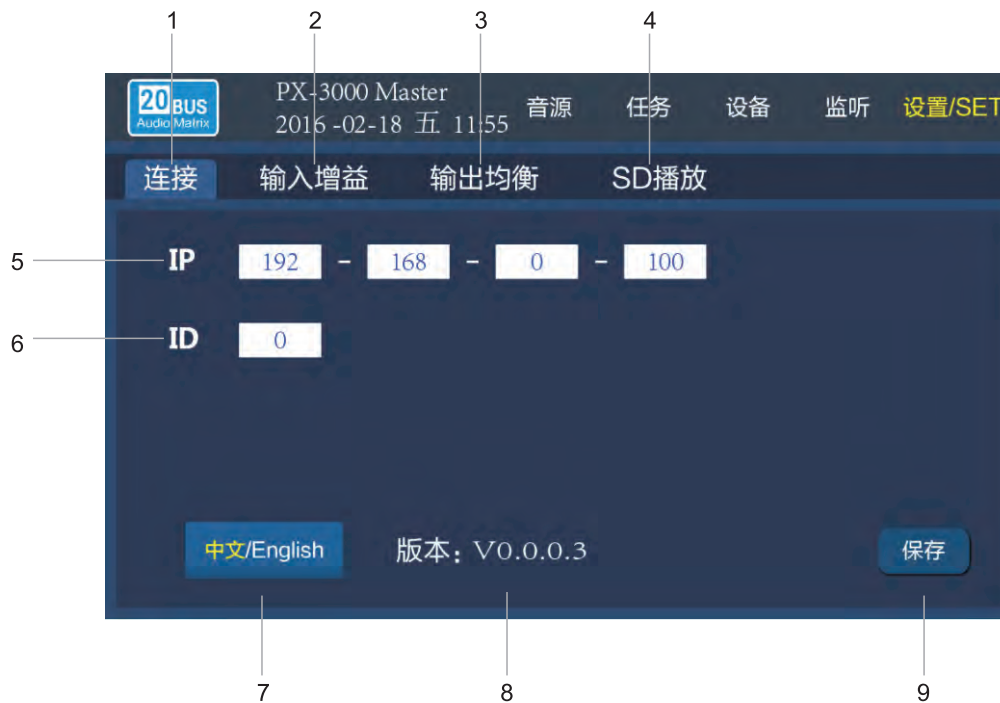 1 2 3 4
20 BUS
Audio Matrix
PX-3000 Master
2016 -02-18 五 11:55
音源 任务 设备 监听 设置/SET
连接 输入增益 输出均衡 SD播放
5 IP 192 - 168 - 0 - 100
6 ID 0
中文/English 版本: V0.0.0.3 保存
7 8 9